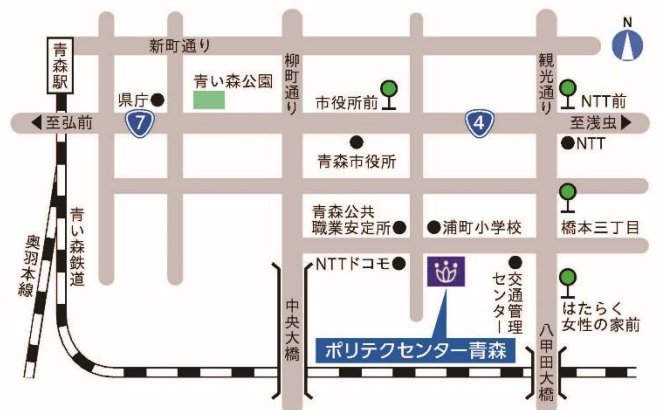 N
新町通り
青森駅
柳町通り
観光通り
県庁
青い森公園
市役所前
NTT前
至弘前
7
4
至浅虫
青森市役所
NTT
青森公共
職業安定所
浦町小学校
橋本三丁目
青い森鉄道
奥羽本線
NTTドコモ
交通管理
センター
はたらく
女性の家前
中央大橋
ポリテクセンター青森
八甲田大橋